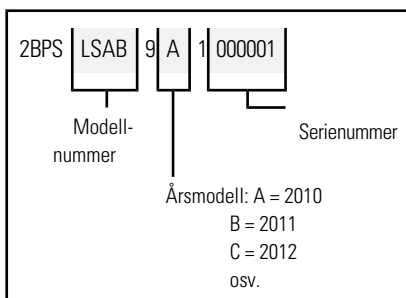 2BPS LSAB 9 A 1 000001
Modell-
nummer
Serienummer
Årsmodell: A = 2010
B = 2011
C = 2012
osv.